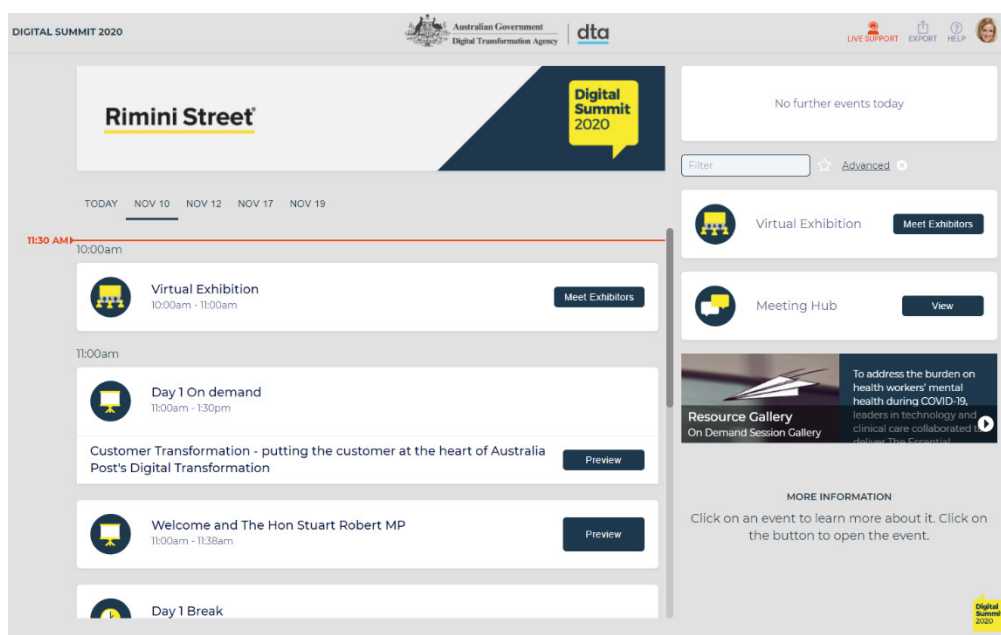 DIGITAL SUMMIT 2020
Australian Government
Digital Transformation Agency
dta
LIVE SUPPORT
EXPORT
HELP
Rimini Street
Digital
Summit
2020
TODAY
NOV 10
NOV 12
NOV 17
NOV 19
11:30 AM
10:00am
Virtual Exhibition
10:00am - 11:00am
Meet Exhibitors
11:00am
Day 1 On demand
11:00am - 1:30pm
Customer Transformation - putting the customer at the heart of Australia
Post's Digital Transformation
Preview
Welcome and The Hon Stuart Robert MP
11:00am - 11:38am
Preview
Day 1 Break
No further events today
Filter
Advanced
Virtual Exhibition
Meet Exhibitors
Meeting Hub
View
Resource Gallery
On Demand Session Gallery
To address the burden on
health workers' mental
health during COVID-19,
leaders in technology and
clinical care collaborated to
deliver The Essential
MORE INFORMATION
Click on an event to learn more about it. Click on
the button to open the event.
Digital
Summit
2020